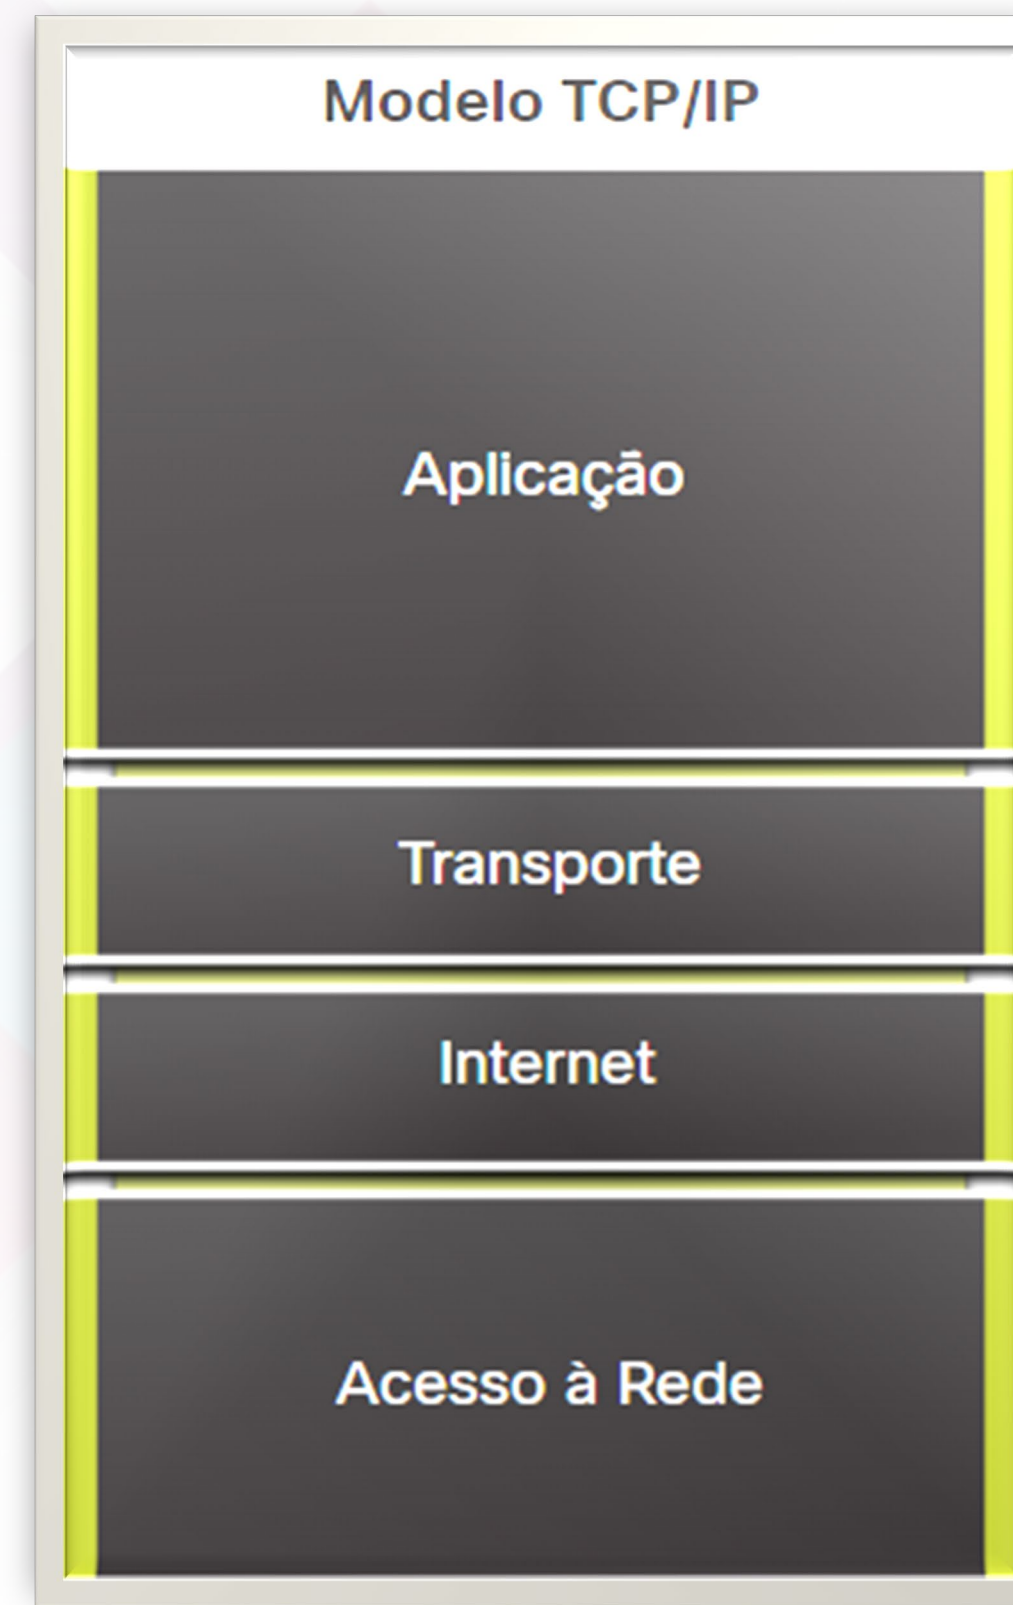 Modelo TCP/IP
Aplicação
Transporte
Internet
Acesso à Rede